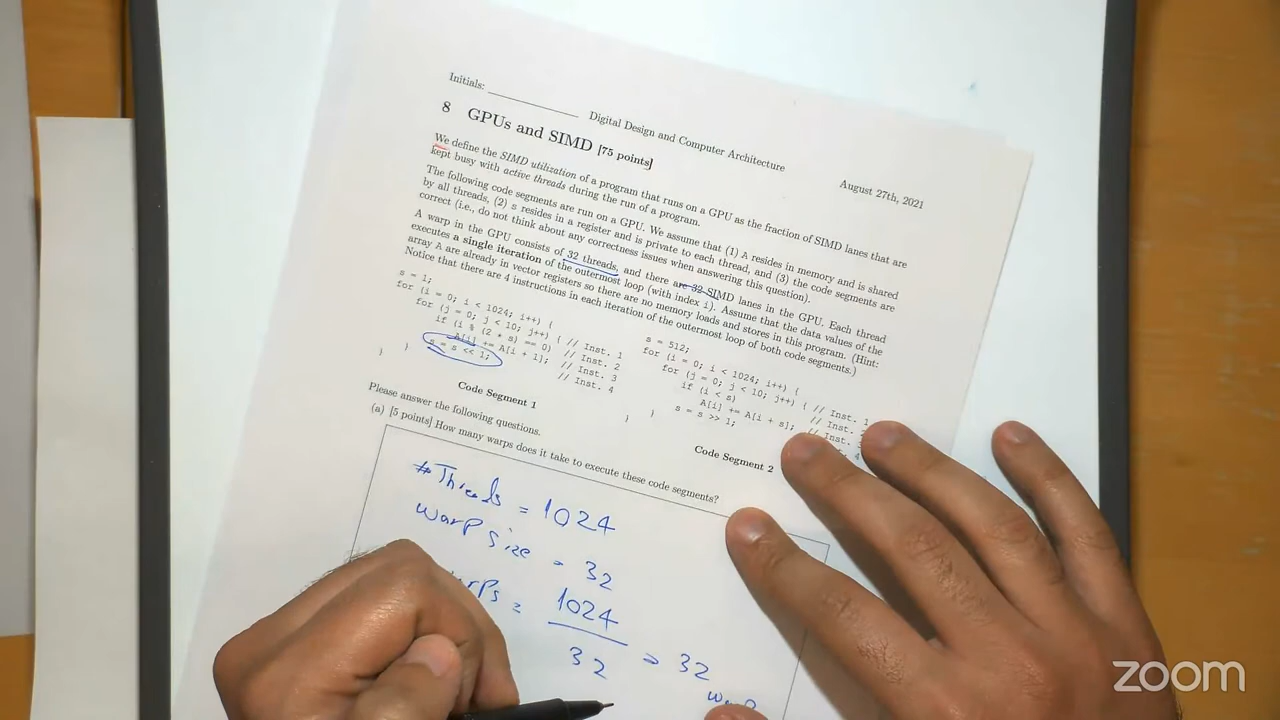 Initials:
Digital Design and Computer Architecture
August 27th, 2021
8 GPUs and SIMD [75 points]
We define the SIMD utilization of a program that runs on a GPU as the fraction of SIMD lanes that are
kept busy with active threads during the run of a program.
The following code segments are run on a GPU. We assume that (1) A resides in memory and is shared
by all threads, (2) s resides in a register and is private to each thread, and (3) the code segments are
correct (i.e., do not think about any correctness issues when answering this question).
A warp in the GPU consists of 32 threads, and there are 32 SIMD lanes in the GPU. Each thread
executes a single iteration of the outermost loop (with index i). Assume that the data values of the
array A are already in vector registers so there are no memory loads and stores in this program. (Hint:
Notice that there are 4 instructions in each iteration of the outermost loop of both code segments.)
s = 1;
for (i = 0; i < 1024; i++) {
for (j = 0; j < 10; j++) { // Inst. 1
if (i % (2 * s) == 0) // Inst. 2
A[i] += A[i + 1]; // Inst. 3
s = s << 1; // Inst. 4
} }
Code Segment 1
s = 512;
for (i = 0; i < 1024; i++) {
for (j = 0; j < 10; j++) { // Inst. 1
if (i < s) // Inst. 2
A[i] += A[i + s]; // Inst.
s = s >> 1;
} }
Code Segment 2
Please answer the following questions.
(a) [5 points] How many warps does it take to execute these code segments?
#Threads = 1024
warp size = 32
= 1024
32
= 32
zoom